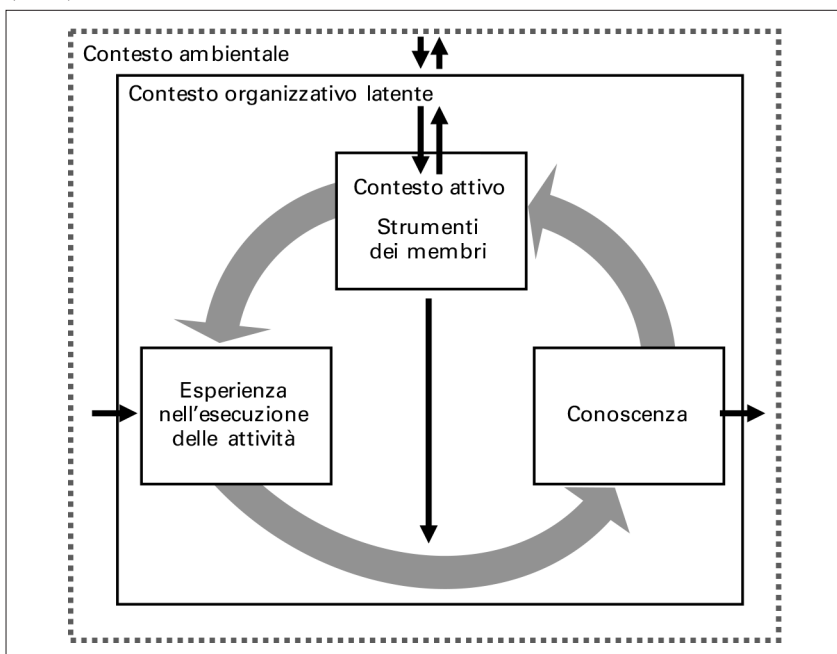 Contesto ambientale
Contesto organizzativo latente
Contesto attivo
Strumenti
dei membri
Esperienza
nell'esecuzione
delle attività
Conoscenza